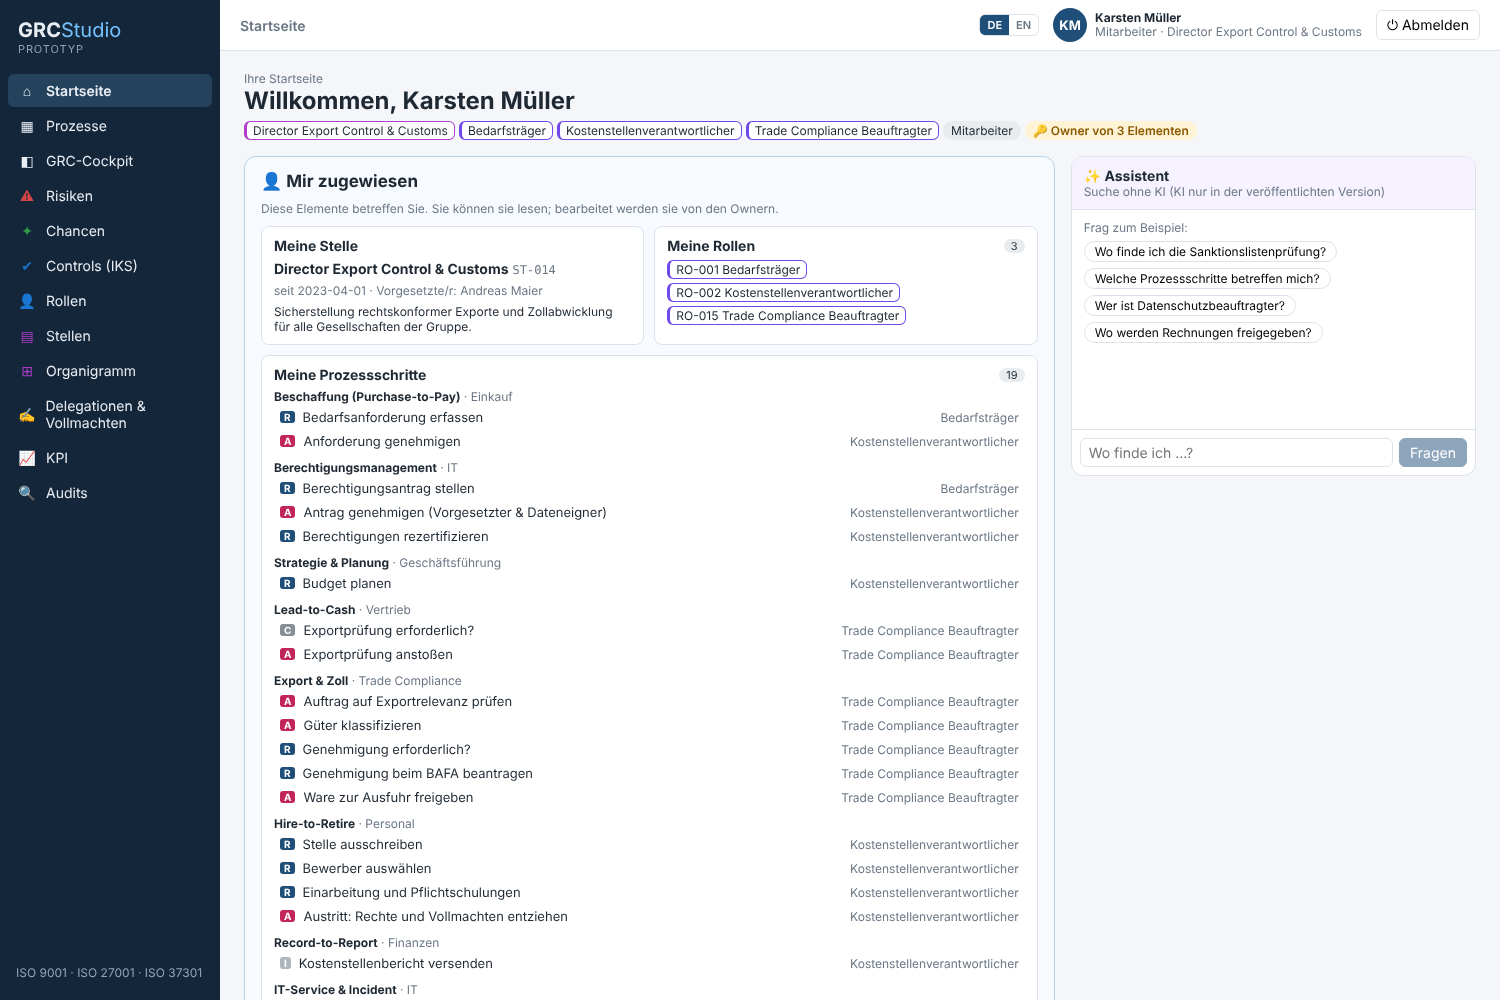 GRCStudio
PROTOTYP
Startseite
Prozesse
GRC-Cockpit
Risiken
Chancen
Controls (IKS)
Rollen
Stellen
Organigramm
Delegationen &
Vollmachten
KPI
Audits
ISO 9001 · ISO 27001 · ISO 37301
Startseite
DE EN
KM
Karsten Müller
Mitarbeiter · Director Export Control & Customs
Abmelden
Ihre Startseite
Willkommen, Karsten Müller
Director Export Control & Customs Bedarfsträger Kostenstellenverantwortlicher Trade Compliance Beauftragter Mitarbeiter Owner von 3 Elementen
Mir zugewiesen
Diese Elemente betreffen Sie. Sie können sie lesen; bearbeitet werden sie von den Ownern.
Meine Stelle
Director Export Control & Customs ST-014
seit 2023-04-01 · Vorgesetzte/r: Andreas Maier
Sicherstellung rechtskonformer Exporte und Zollabwicklung
für alle Gesellschaften der Gruppe.
Meine Rollen 3
RO-001 Bedarfsträger
RO-002 Kostenstellenverantwortlicher
RO-015 Trade Compliance Beauftragter
Meine Prozessschritte 19
Beschaffung (Purchase-to-Pay) · Einkauf
R Bedarfsanforderung erfassen Bedarfsträger
A Anforderung genehmigen Kostenstellenverantwortlicher
Berechtigungsmanagement · IT
R Berechtigungsantrag stellen Bedarfsträger
A Antrag genehmigen (Vorgesetzter & Dateneigner) Kostenstellenverantwortlicher
R Berechtigungen rezertifizieren Kostenstellenverantwortlicher
Strategie & Planung · Geschäftsführung
R Budget planen Kostenstellenverantwortlicher
Lead-to-Cash · Vertrieb
C Exportprüfung erforderlich? Trade Compliance Beauftragter
A Exportprüfung anstoßen Trade Compliance Beauftragter
Export & Zoll · Trade Compliance
A Auftrag auf Exportrelevanz prüfen Trade Compliance Beauftragter
A Güter klassifizieren Trade Compliance Beauftragter
R Genehmigung erforderlich? Trade Compliance Beauftragter
R Genehmigung beim BAFA beantragen Trade Compliance Beauftragter
A Ware zur Ausfuhr freigeben Trade Compliance Beauftragter
Hire-to-Retire · Personal
R Stelle ausschreiben Kostenstellenverantwortlicher
R Bewerber auswählen Kostenstellenverantwortlicher
R Einarbeitung und Pflichtschulungen Kostenstellenverantwortlicher
A Austritt: Rechte und Vollmachten entziehen Kostenstellenverantwortlicher
Record-to-Report · Finanzen
I Kostenstellenbericht versenden Kostenstellenverantwortlicher
IT-Service & Incident · IT
Assistent
Suche ohne KI (KI nur in der veröffentlichten Version)
Frag zum Beispiel:
Wo finde ich die Sanktionslistenprüfung?
Welche Prozessschritte betreffen mich?
Wer ist Datenschutzbeauftragter?
Wo werden Rechnungen freigegeben?
Wo finde ich …? Fragen